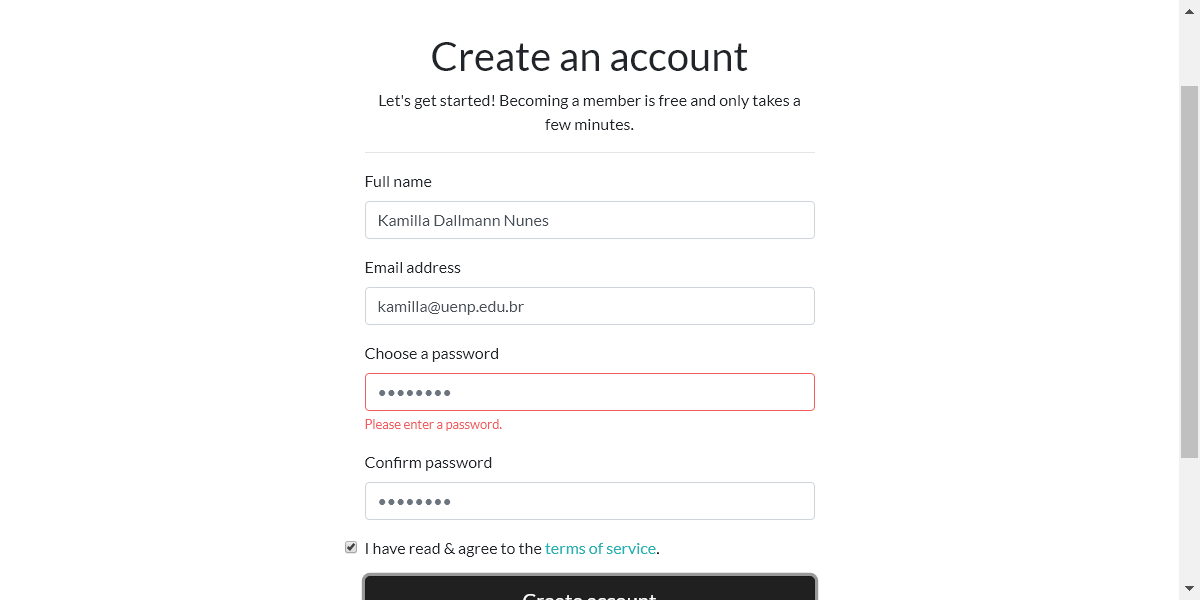 Create an account
Let's get started! Becoming a member is free and only takes a
few minutes.
Full name
Kamilla Dallmann Nunes
Email address
kamilla@uenp.edu.br
Choose a password
••••••••
Please enter a password.
Confirm password
••••••••
I have read & agree to the terms of service.
Create account